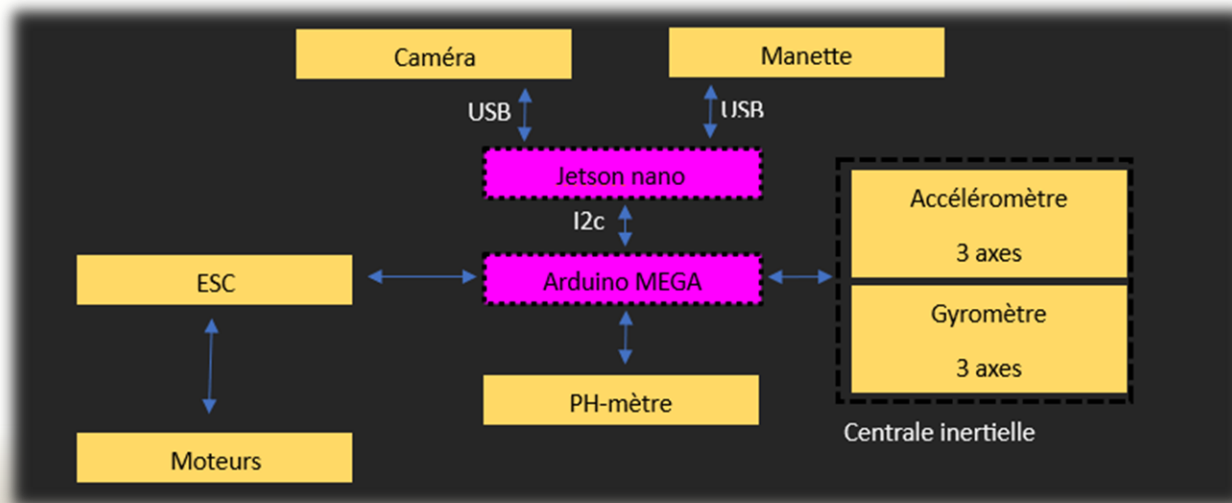 Caméra
Manette
USB
USB
Jetson nano
I2c
Accéléromètre
3 axes
ESC
Arduino MEGA
Gyromètre
3 axes
PH-mètre
Centrale inertielle
Moteurs